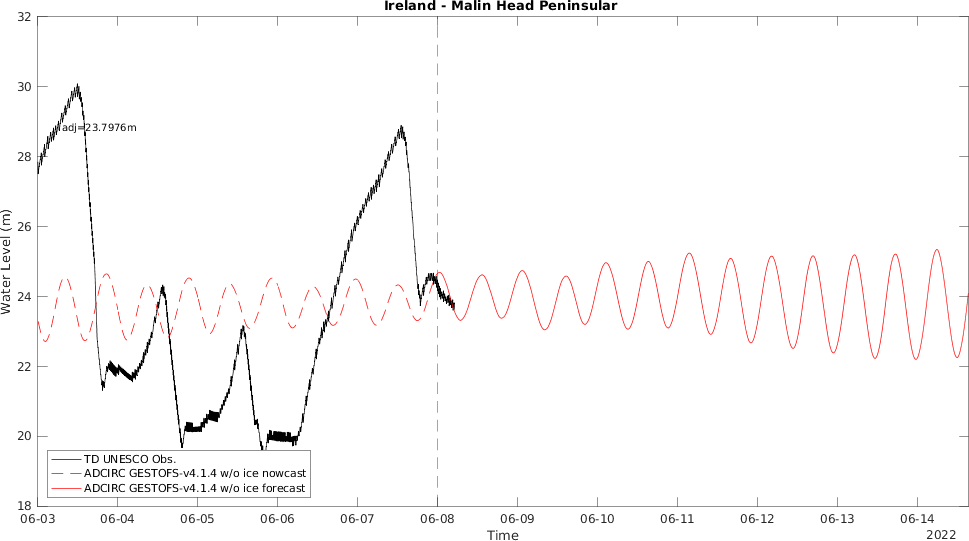 Ireland - Malin Head Peninsular
32
30
28
26
24
22
20
18
Water Level (m)
adj=23.7976m
TD UNESCO Obs.
ADCIRC GESTOFS-v4.1.4 w/o ice nowcast
ADCIRC GESTOFS-v4.1.4 w/o ice forecast
06-03 06-04 06-05 06-06 06-07 06-08 06-09 06-10 06-11 06-12 06-13 06-14
Time
2022